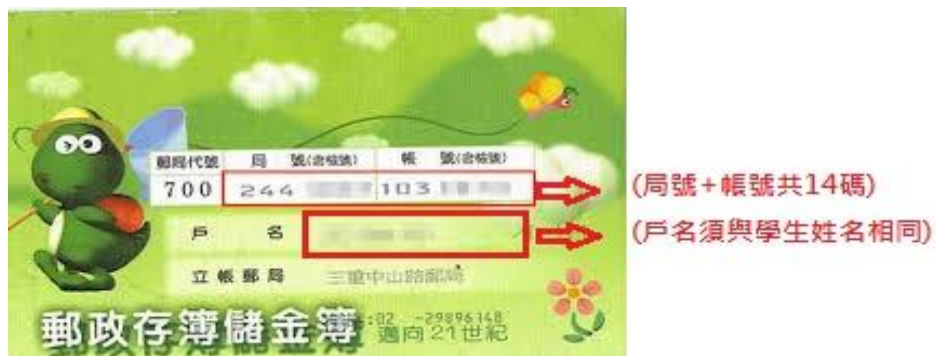 郵局代號 局 號(含檢號) 帳 號(含檢號)
700 244 103
(局號+帳號共14碼)
戶 名
(戶名須與學生姓名相同)
立帳郵局 三重中山路郵局
:02 -29896148
郵政存簿儲金簿 邁向21世紀